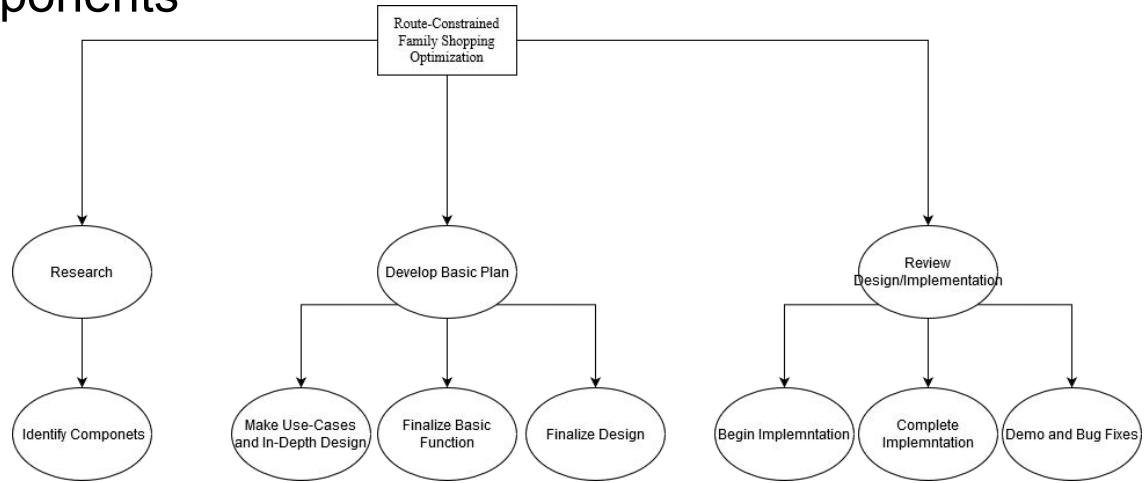 ponents
Route-Constrained
Family Shopping
Optimization
Research
Develop Basic Plan
Review
Design/Implementation
Identify Componets
Make Use-Cases
and In-Depth Design
Finalize Basic
Function
Finalize Design
Begin Implemntation
Complete
Implemntation
Demo and Bug Fixes